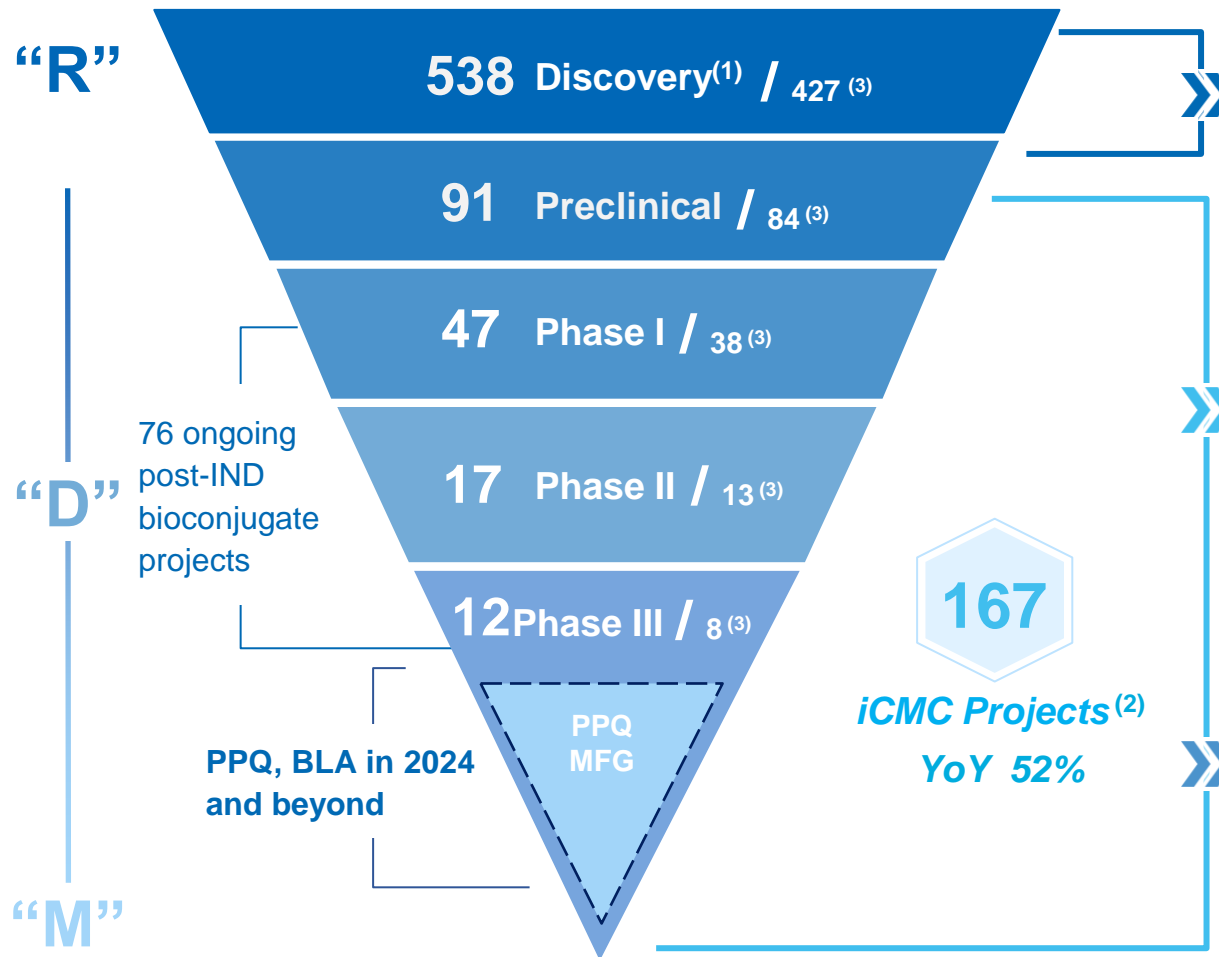 “R”
538 Discovery(1) / 427 (3)
91 Preclinical / 84 (3)
47 Phase I / 38 (3)
76 ongoing
post-IND
bioconjugate
projects
“D”
17 Phase II / 13 (3)
12 Phase III / 8 (3)
167
iCMC Projects (2)
YoY 52%
PPQ
MFG
PPQ, BLA in 2024
and beyond
“M”